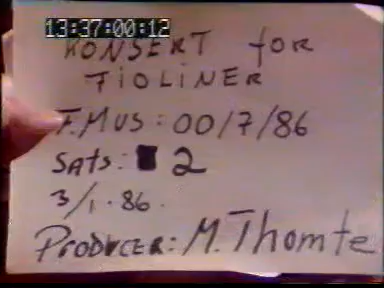 13:37:00:12
KONSERT for
FIOLINER
F.MUS: 00/7/86
Sats: 2
3/1.86.
PRODUCER: M.Thomte